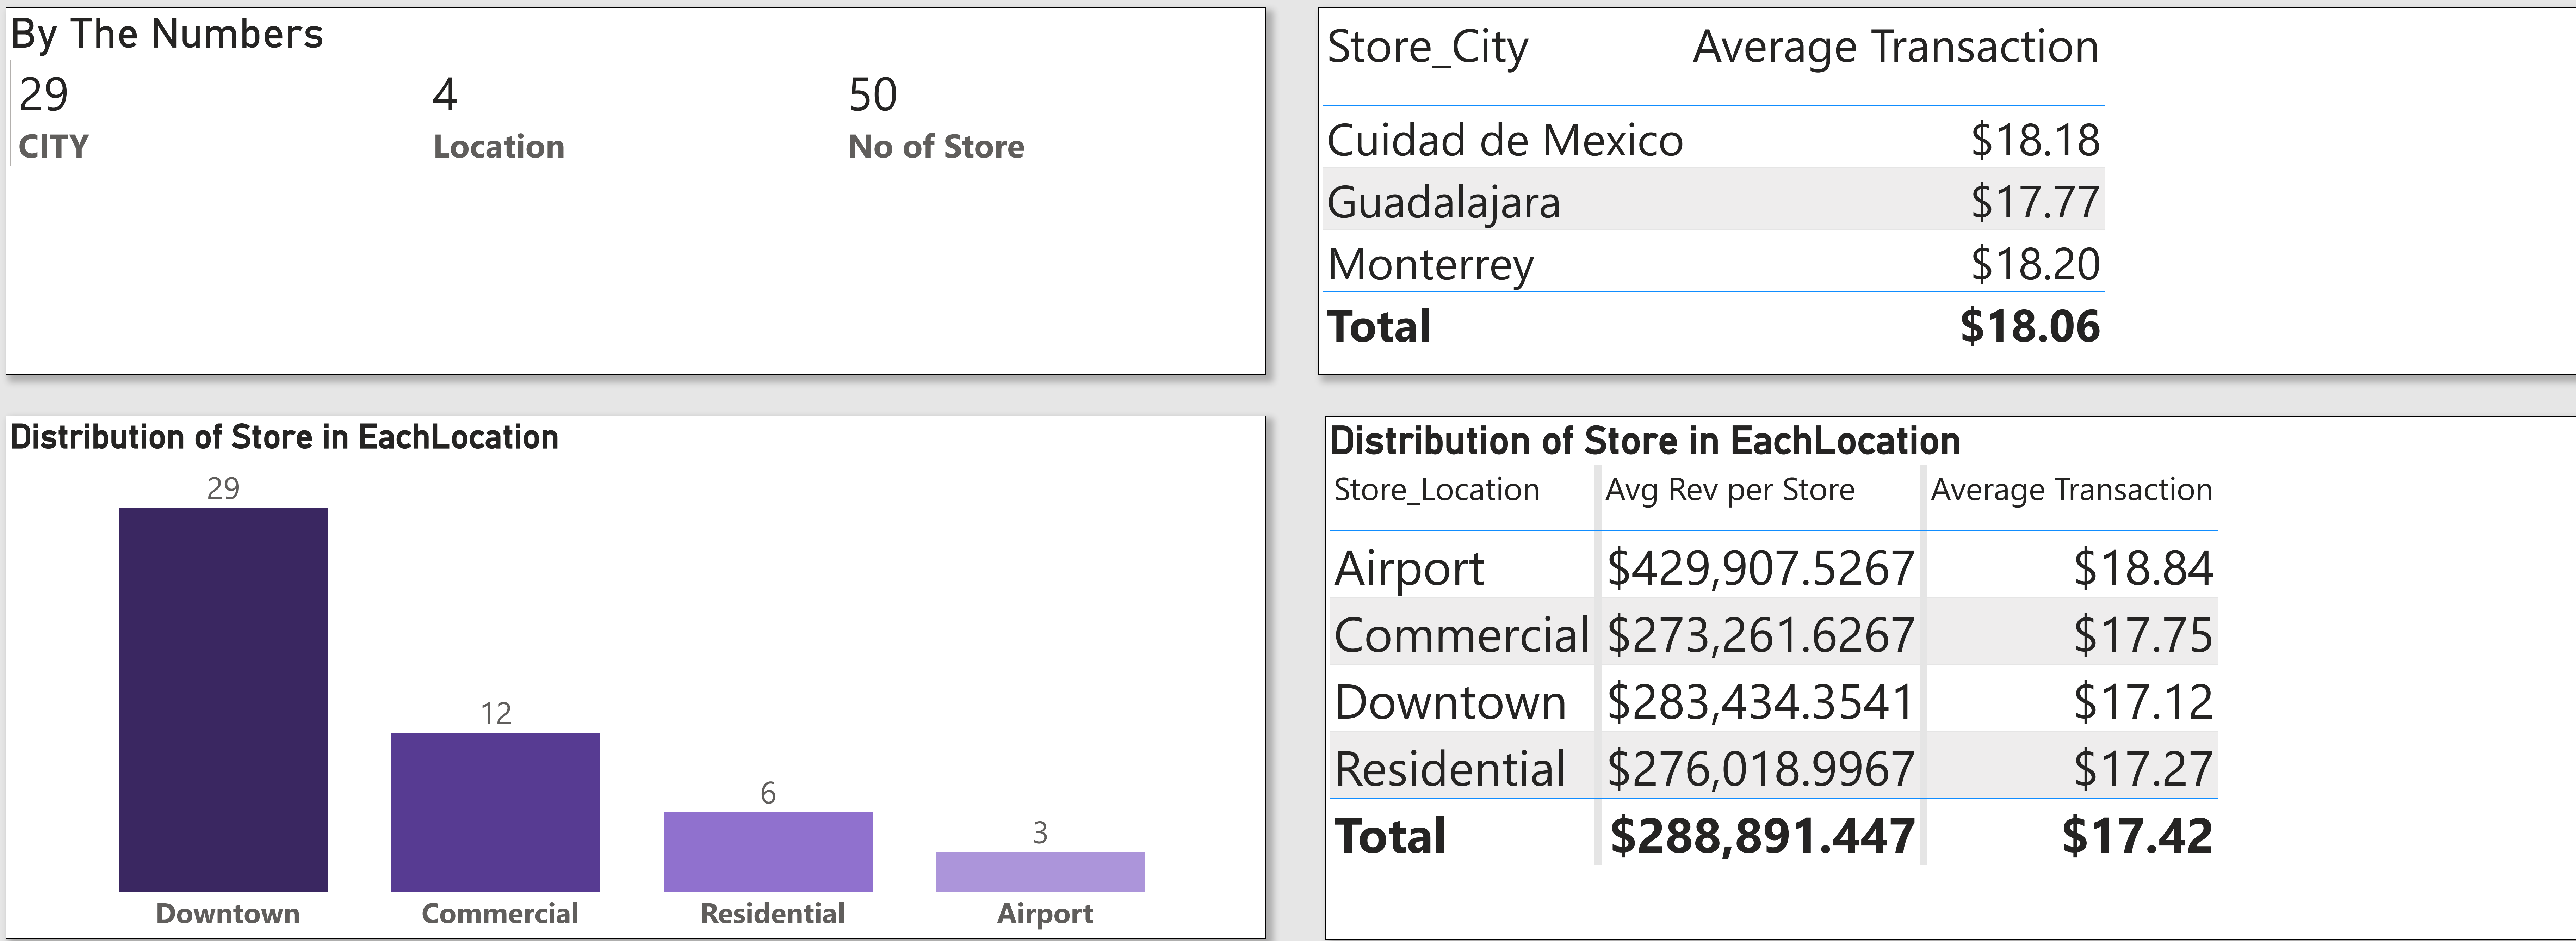 By The Numbers
29 4 50
CITY Location No of Store
Store_City Average Transaction
Cuidad de Mexico $18.18
Guadalajara $17.77
Monterrey $18.20
Total $18.06
Distribution of Store in EachLocation
29
12
6
3
Downtown Commercial Residential Airport
Distribution of Store in EachLocation
Store_Location Avg Rev per Store Average Transaction
Airport $429,907.5267 $18.84
Commercial $273,261.6267 $17.75
Downtown $283,434.3541 $17.12
Residential $276,018.9967 $17.27
Total $288,891.447 $17.42